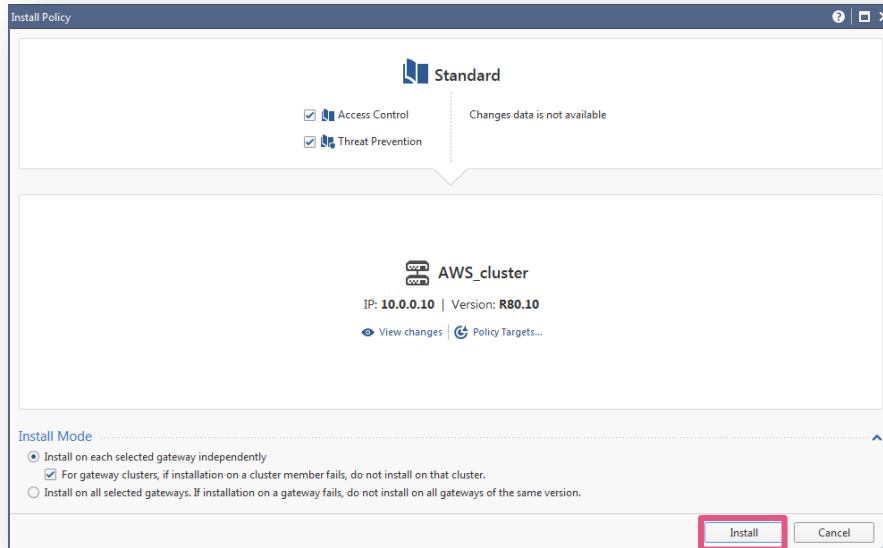 Install Policy
Standard
Access Control
Changes data is not available
Threat Prevention
AWS_cluster
IP: 10.0.0.10 | Version: R80.10
View changes | Policy Targets...
Install Mode
Install on each selected gateway independently
For gateway clusters, if installation on a cluster member fails, do not install on that cluster.
Install on all selected gateways. If installation on a gateway fails, do not install on all gateways of the same version.
Install Cancel